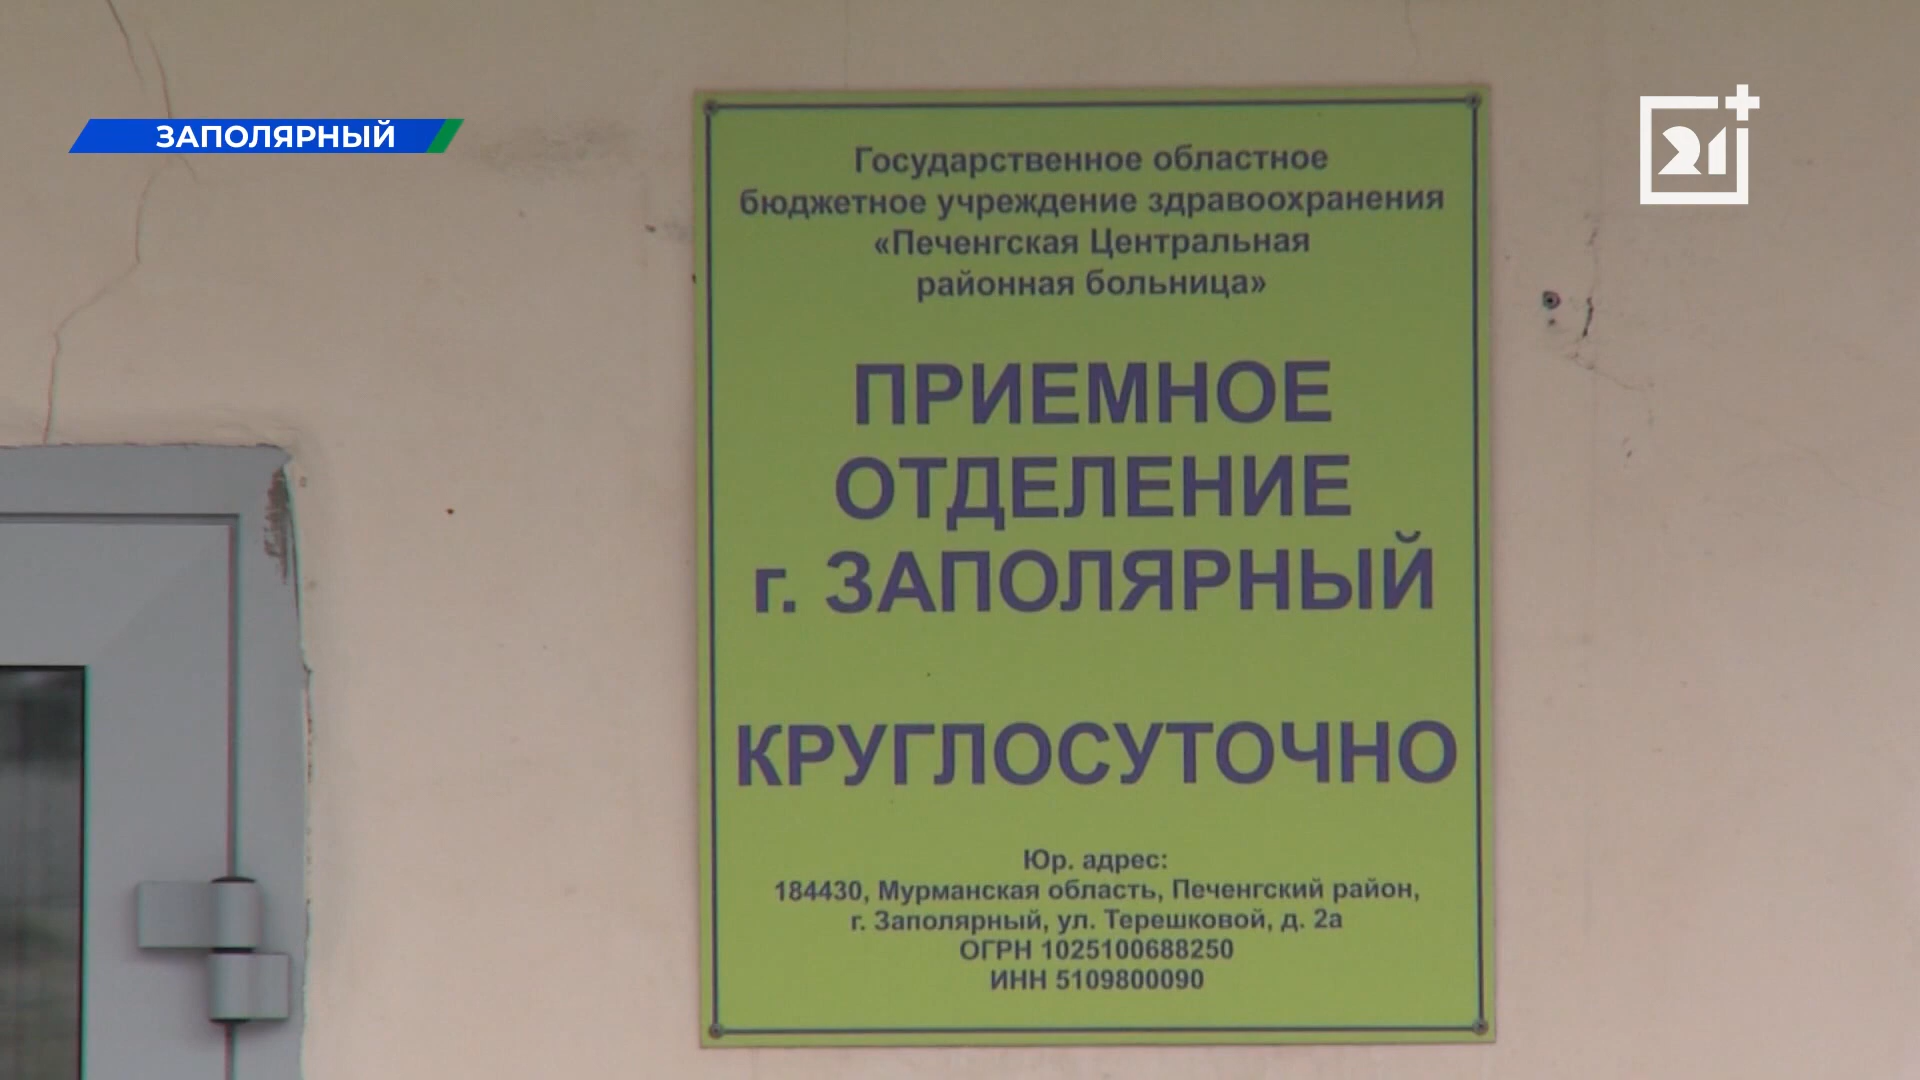 ЗАПОЛЯРНЫЙ
21+
Государственное областное
бюджетное учреждение здравоохранения
«Печенгская Центральная
районная больница»
ПРИЕМНОЕ
ОТДЕЛЕНИЕ
г. ЗАПОЛЯРНЫЙ
КРУГЛОСУТОЧНО
Юр. адрес:
184430, Мурманская область, Печенгский район,
г. Заполярный, ул. Терешковой, д. 2а
ОГРН 1025100688250
ИНН 5109800090